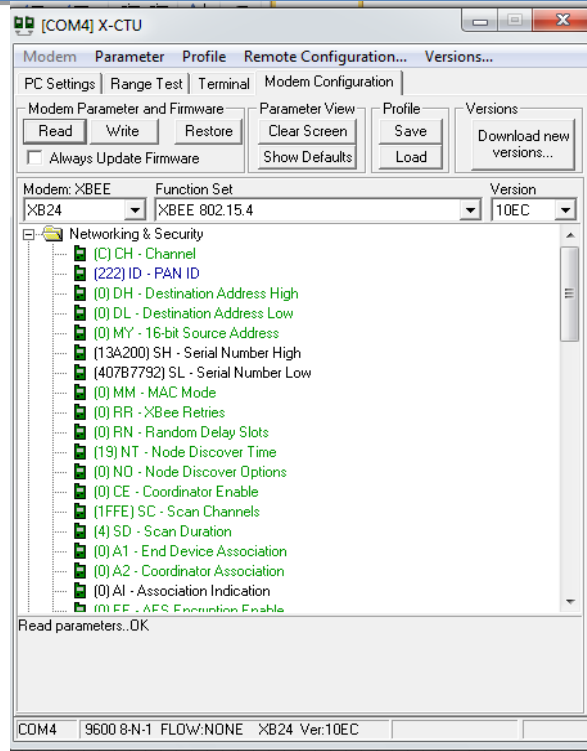 [COM4] X-CTU
Modem Parameter Profile Remote Configuration... Versions...
PC Settings Range Test Terminal Modem Configuration
Modem Parameter and Firmware Parameter View Profile Versions
Read Write Restore Clear Screen Save Download new versions...
Always Update Firmware Show Defaults Load
Modem: XBEE Function Set Version
XB24 XBEE 802.15.4 10EC
Networking & Security
(C) CH - Channel
(222) ID - PAN ID
(0) DH - Destination Address High
(0) DL - Destination Address Low
(0) MY - 16-bit Source Address
(13A200) SH - Serial Number High
(407B7792) SL - Serial Number Low
(0) MM - MAC Mode
(0) RR - XBee Retries
(0) RN - Random Delay Slots
(19) NT - Node Discover Time
(0) NO - Node Discover Options
(0) CE - Coordinator Enable
(1FFE) SC - Scan Channels
(4) SD - Scan Duration
(0) A1 - End Device Association
(0) A2 - Coordinator Association
(0) AI - Association Indication
(0) EE - AES Encryption Enable
Read parameters..OK
COM4 9600 8-N-1 FLOW:NONE XB24 Ver:10EC